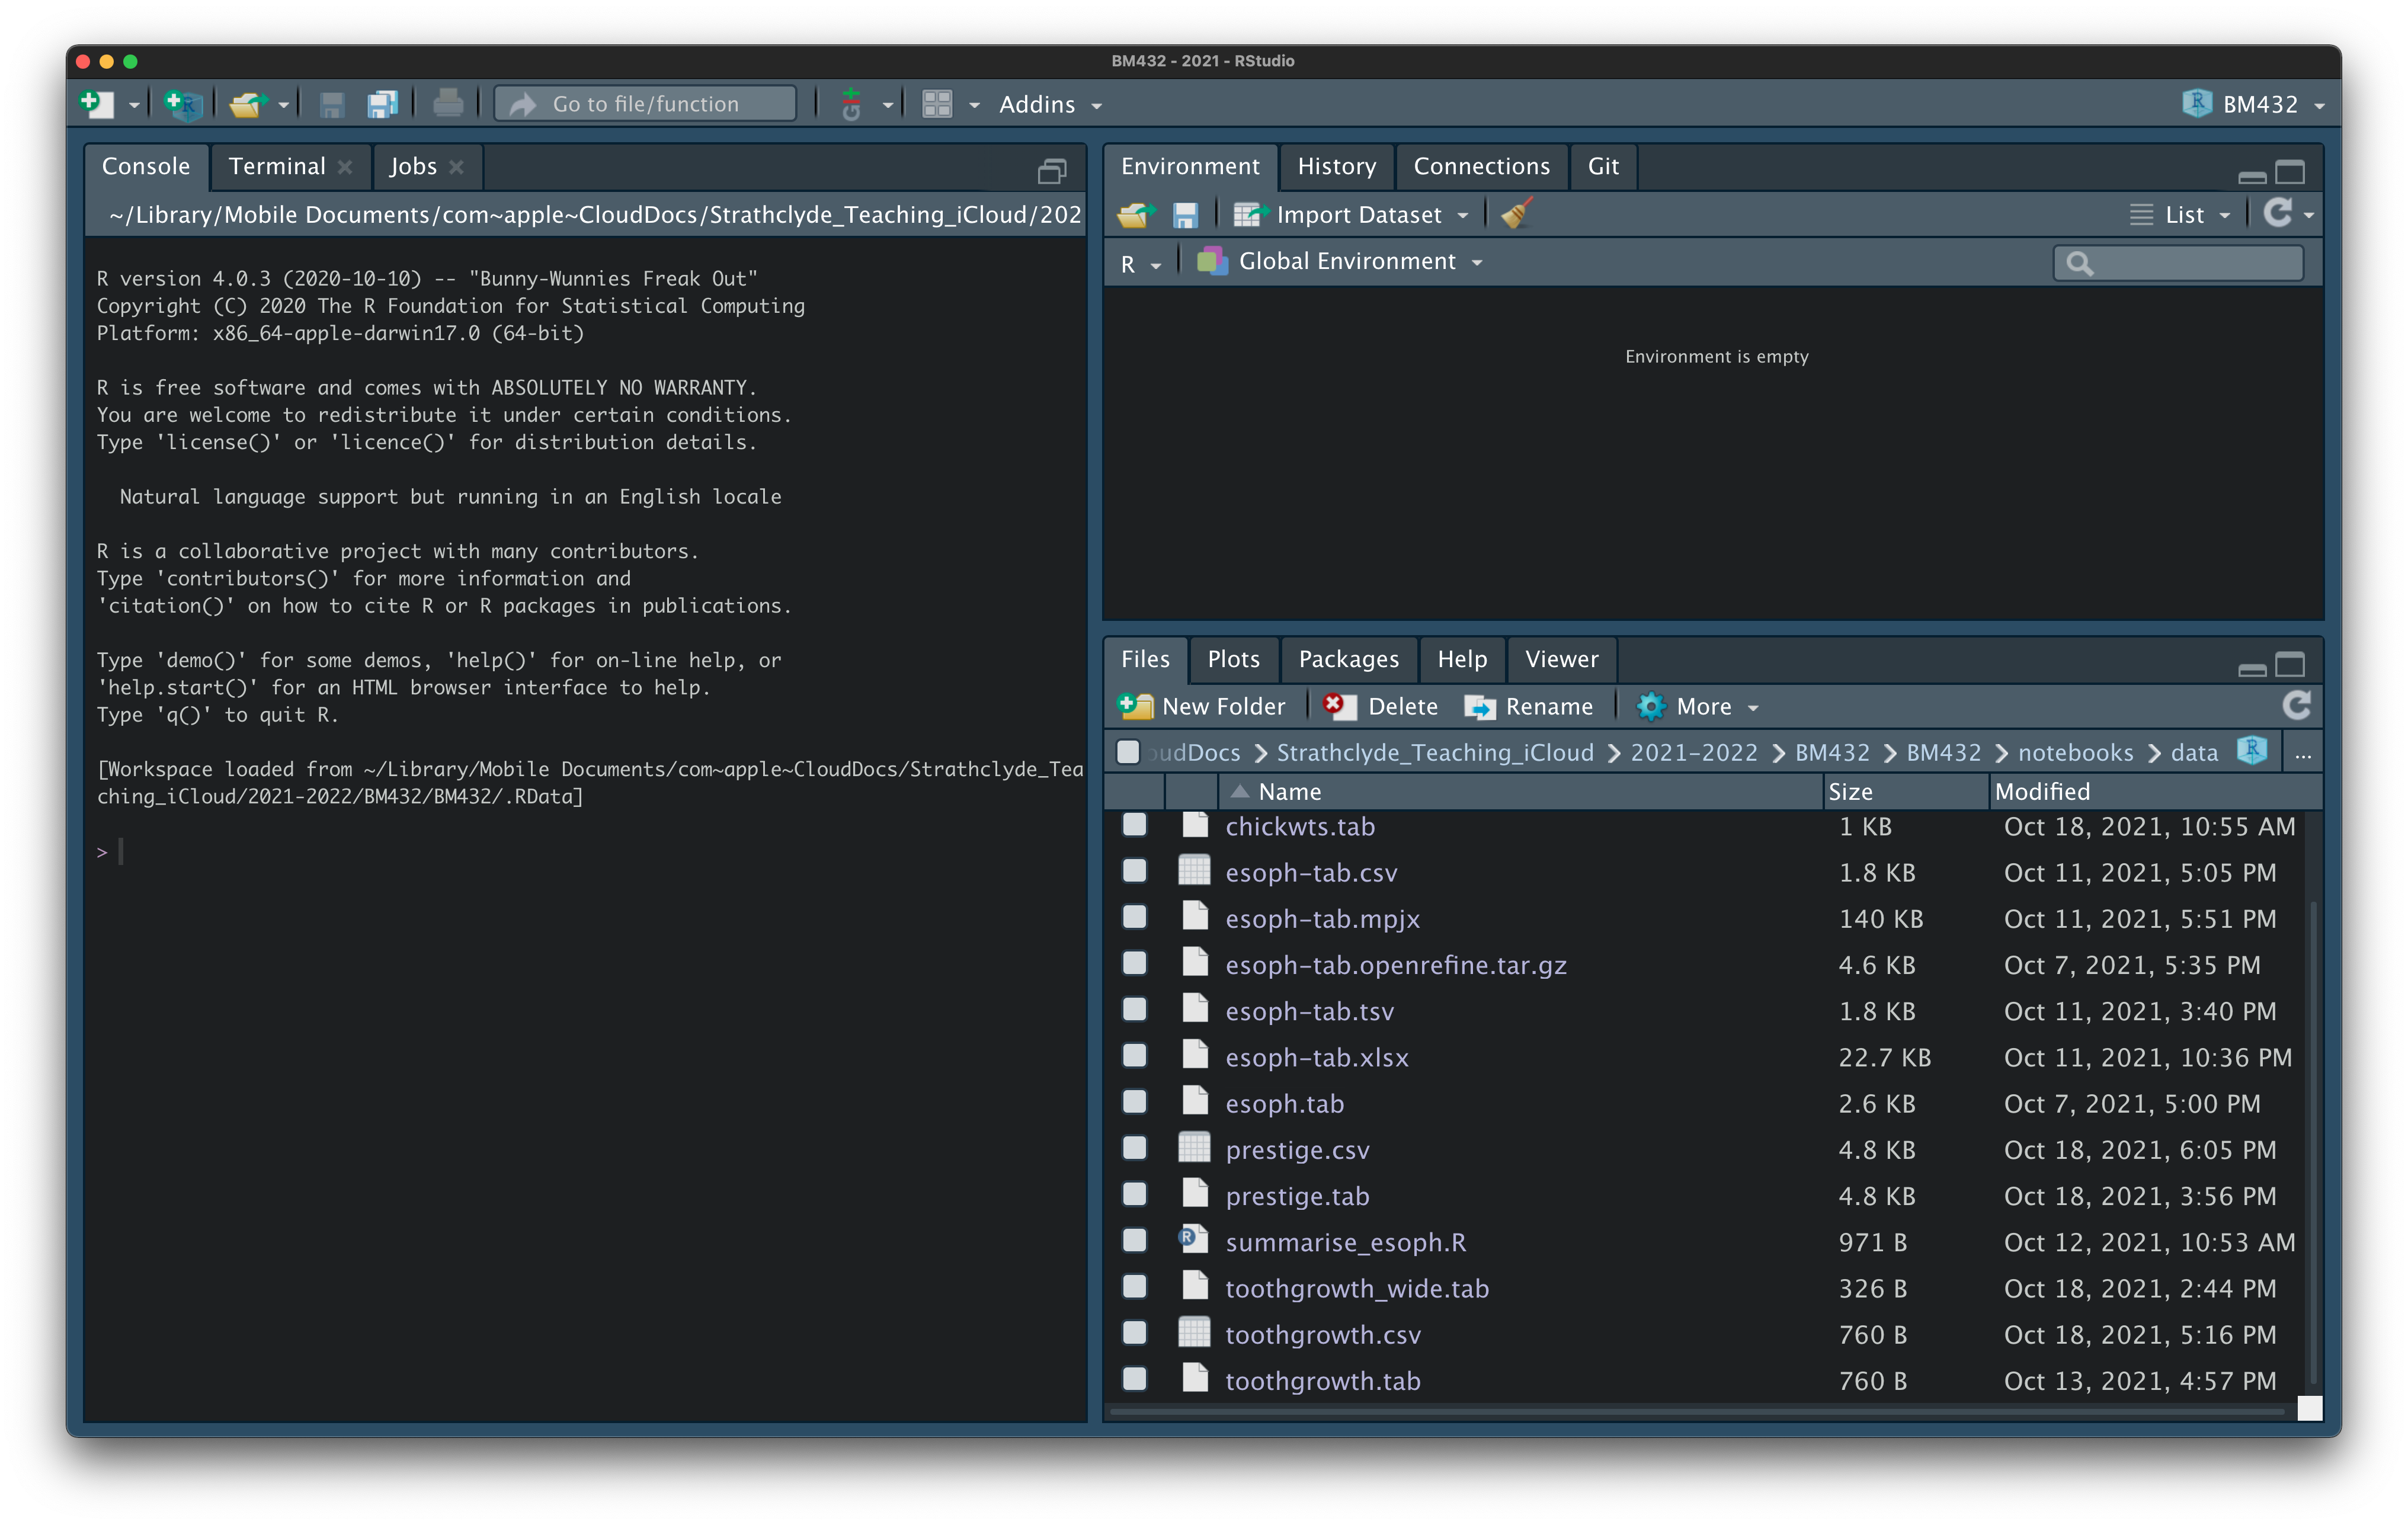 BM432 - 2021 - RStudio
Go to file/function
Git
Addins
BM432
Console
Terminal
Jobs
~/Library/Mobile Documents/com~apple~CloudDocs/Strathclyde_Teaching_iCloud/202
R version 4.0.3 (2020-10-10) -- "Bunny-Wunnies Freak Out"
Copyright (C) 2020 The R Foundation for Statistical Computing
Platform: x86_64-apple-darwin17.0 (64-bit)
R is free software and comes with ABSOLUTELY NO WARRANTY.
You are welcome to redistribute it under certain conditions.
Type 'license()' or 'licence()' for distribution details.
Natural language support but running in an English locale
R is a collaborative project with many contributors.
Type 'contributors()' for more information and
'citation()' on how to cite R or R packages in publications.
Type 'demo()' for some demos, 'help()' for on-line help, or
'help.start()' for an HTML browser interface to help.
Type 'q()' to quit R.
[Workspace loaded from ~/Library/Mobile Documents/com~apple~CloudDocs/Strathclyde_Tea
ching_iCloud/2021-2022/BM432/BM432/.RData]
>
Environment History Connections Git
Import Dataset List
R Global Environment
Environment is empty
Files Plots Packages Help Viewer
New Folder Delete Rename More
oudDocs Strathclyde_Teaching_iCloud 2021-2022 BM432 BM432 notebooks data R ...
Name Size Modified
chickwts.tab 1 KB Oct 18, 2021, 10:55 AM
esoph-tab.csv 1.8 KB Oct 11, 2021, 5:05 PM
esoph-tab.mpjx 140 KB Oct 11, 2021, 5:51 PM
esoph-tab.openrefine.tar.gz 4.6 KB Oct 7, 2021, 5:35 PM
esoph-tab.tsv 1.8 KB Oct 11, 2021, 3:40 PM
esoph-tab.xlsx 22.7 KB Oct 11, 2021, 10:36 PM
esoph.tab 2.6 KB Oct 7, 2021, 5:00 PM
prestige.csv 4.8 KB Oct 18, 2021, 6:05 PM
prestige.tab 4.8 KB Oct 18, 2021, 3:56 PM
summarise_esoph.R 971 B Oct 12, 2021, 10:53 AM
toothgrowth_wide.tab 326 B Oct 18, 2021, 2:44 PM
toothgrowth.csv 760 B Oct 18, 2021, 5:16 PM
toothgrowth.tab 760 B Oct 13, 2021, 4:57 PM